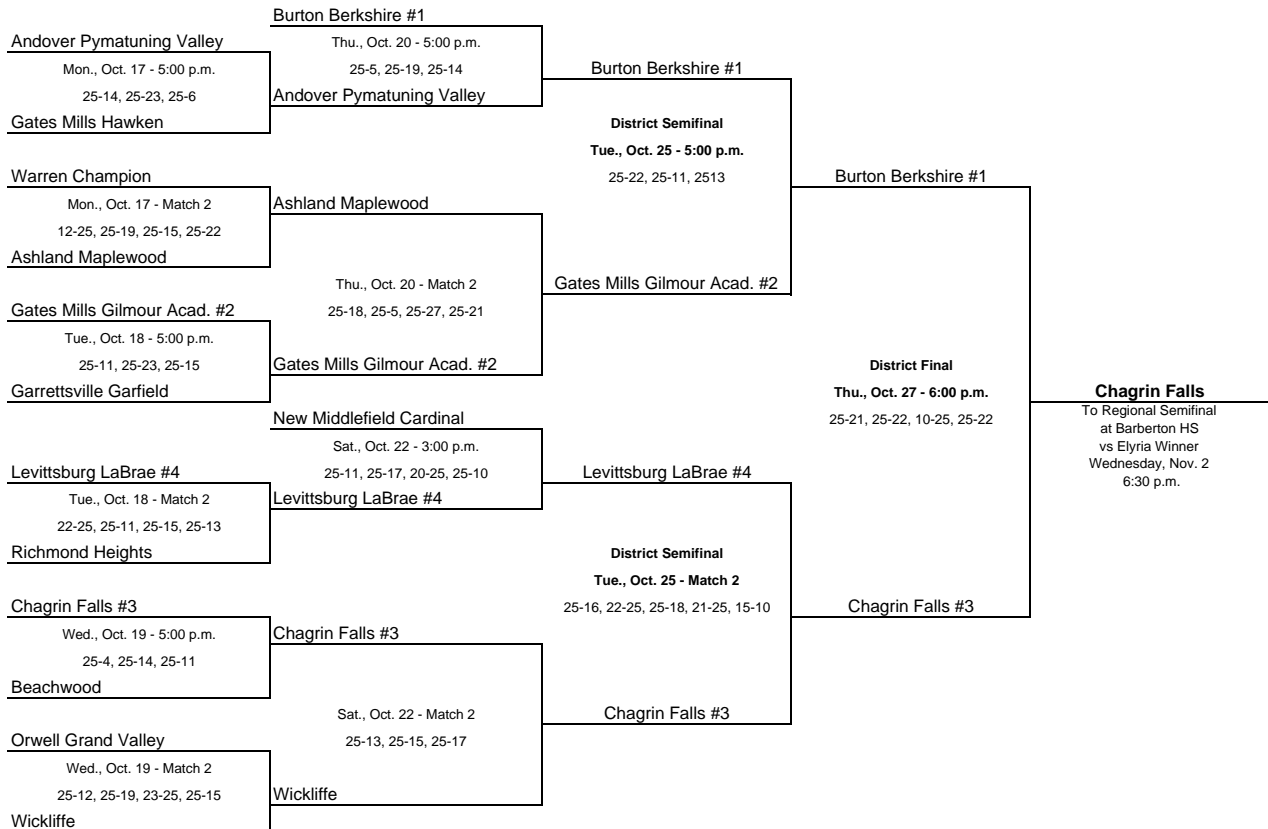 Burton Berkshire #1
Andover Pymatuning Valley
Thu., Oct. 20 - 5:00 p.m.
Mon., Oct. 17 - 5:00 p.m.
25-5, 25-19, 25-14
Burton Berkshire #1
25-14, 25-23, 25-6
Andover Pymatuning Valley
Gates Mills Hawken
District Semifinal
Tue., Oct. 25 - 5:00 p.m.
Warren Champion
25-22, 25-11, 2513
Burton Berkshire #1
Mon., Oct. 17 - Match 2
Ashland Maplewood
12-25, 25-19, 25-15, 25-22
Ashland Maplewood
Thu., Oct. 20 - Match 2
Gates Mills Gilmour Acad. #2
Gates Mills Gilmour Acad. #2
25-18, 25-5, 25-27, 25-21
Tue., Oct. 18 - 5:00 p.m.
25-11, 25-23, 25-15
Gates Mills Gilmour Acad. #2
District Final
Garrettsville Garfield
Thu., Oct. 27 - 6:00 p.m.
Chagrin Falls
New Middlefield Cardinal
25-21, 25-22, 10-25, 25-22
To Regional Semifinal
at Barberton HS
vs Elyria Winner
Wednesday, Nov. 2
6:30 p.m.
Sat., Oct. 22 - 3:00 p.m.
Levittsburg LaBrae #4
25-11, 25-17, 20-25, 25-10
Levittsburg LaBrae #4
Tue., Oct. 18 - Match 2
Levittsburg LaBrae #4
22-25, 25-11, 25-15, 25-13
Richmond Heights
District Semifinal
Tue., Oct. 25 - Match 2
Chagrin Falls #3
25-16, 22-25, 25-18, 21-25, 15-10
Chagrin Falls #3
Wed., Oct. 19 - 5:00 p.m.
Chagrin Falls #3
25-4, 25-14, 25-11
Beachwood
Sat., Oct. 22 - Match 2
Chagrin Falls #3
Orwell Grand Valley
25-13, 25-15, 25-17
Wed., Oct. 19 - Match 2
25-12, 25-19, 23-25, 25-15
Wickliffe
Wickliffe